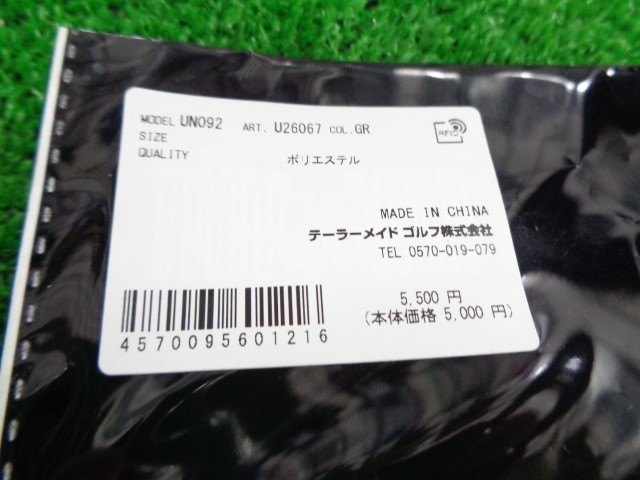 MODEL UN092 ART. U26067 COL.GR
RFID
SIZE
QUALITY
ポリエステル
MADE IN CHINA
テーラーメイド ゴルフ株式会社
TEL 0570-019-079
5,500 円
(本体価格 5,000 円)
4570095601216